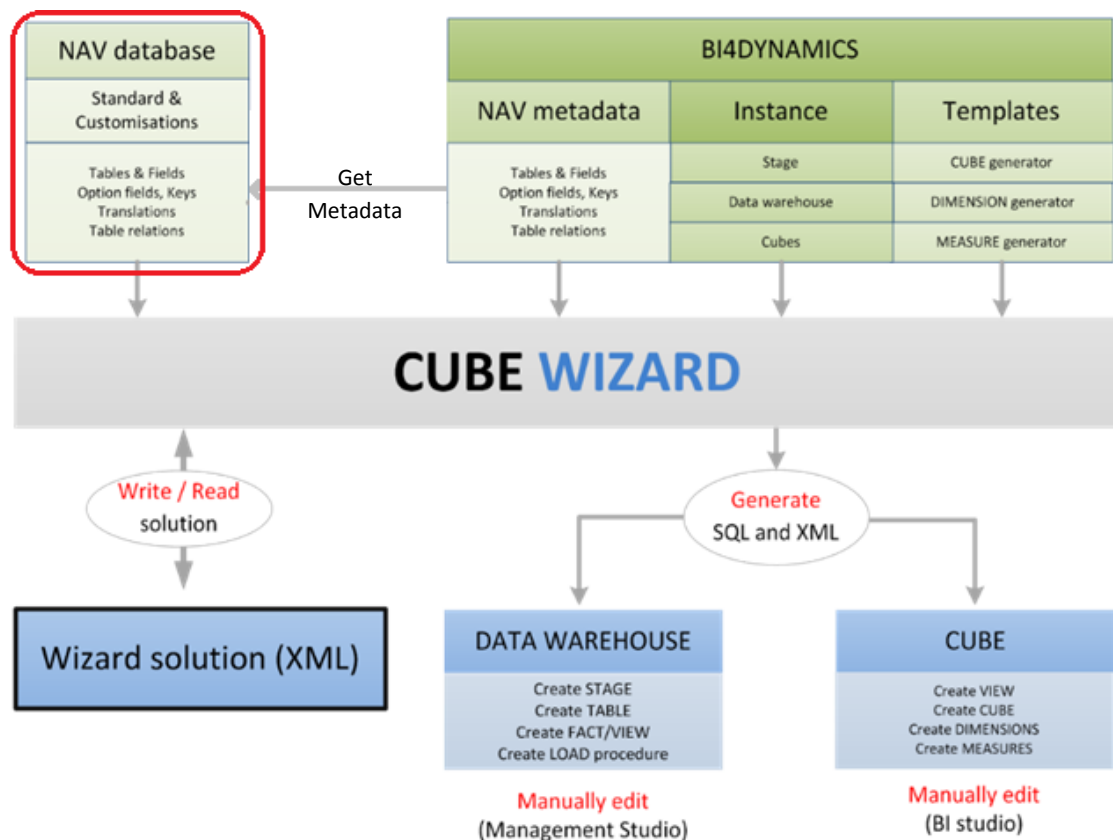 NAV database
Standard &
Customisations
Tables & Fields
Option fields, Keys
Translations
Table relations
Get
Metadata
BI4DYNAMICS
NAV metadata
Tables & Fields
Option fields, Keys
Translations
Table relations
Instance
Stage
Data warehouse
Cubes
Templates
CUBE generator
DIMENSION generator
MEASURE generator
CUBE WIZARD
Write / Read
solution
Wizard solution (XML)
Generate
SQL and XML
DATA WAREHOUSE
Create STAGE
Create TABLE
Create FACT/VIEW
Create LOAD procedure
Manually edit
(Management Studio)
CUBE
Create VIEW
Create CUBE
Create DIMENSIONS
Create MEASURES
Manually edit
(BI studio)